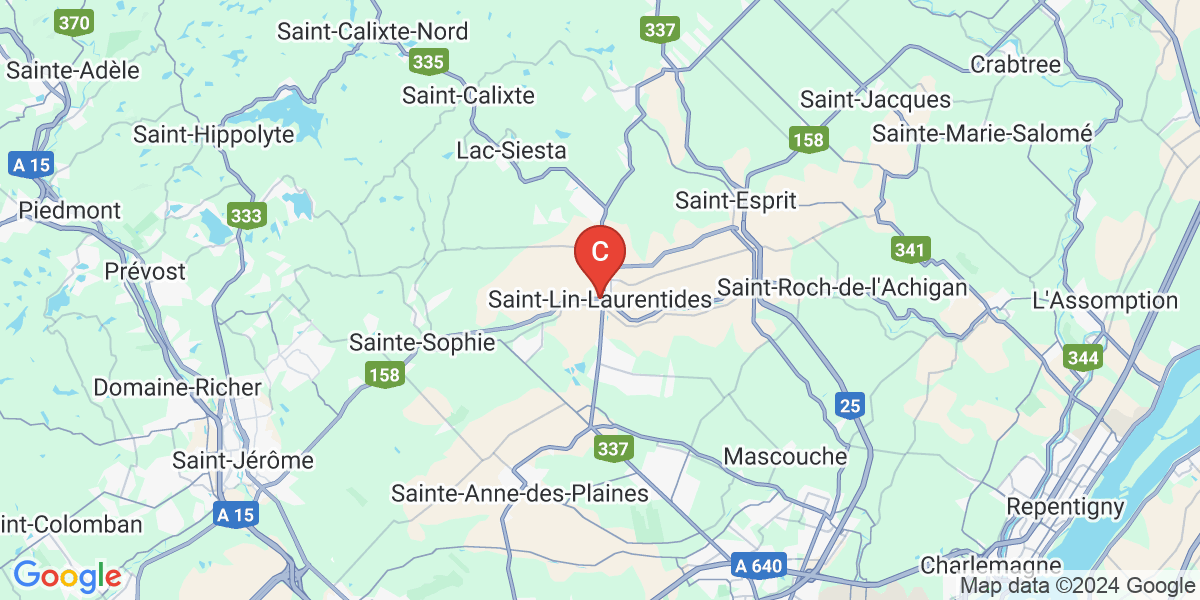 370
Saint-Calixte-Nord
337
335
Sainte-Adèle
Crabtree
Saint-Calixte
Saint-Jacques
Saint-Hippolyte
158
Sainte-Marie-Salomé
Lac-Siesta
A 15
Piedmont
333
Saint-Esprit
C
341
Prévost
Saint-Lin-Laurentides
Saint-Roch-de-l'Achigan
L'Assomption
Sainte-Sophie
344
158
Domaine-Richer
25
337
Mascouche
Saint-Jérôme
Sainte-Anne-des-Plaines
Repentigny
A 15
int-Colomban
A 640
Charlemagne
Google
Map data ©2024 Google